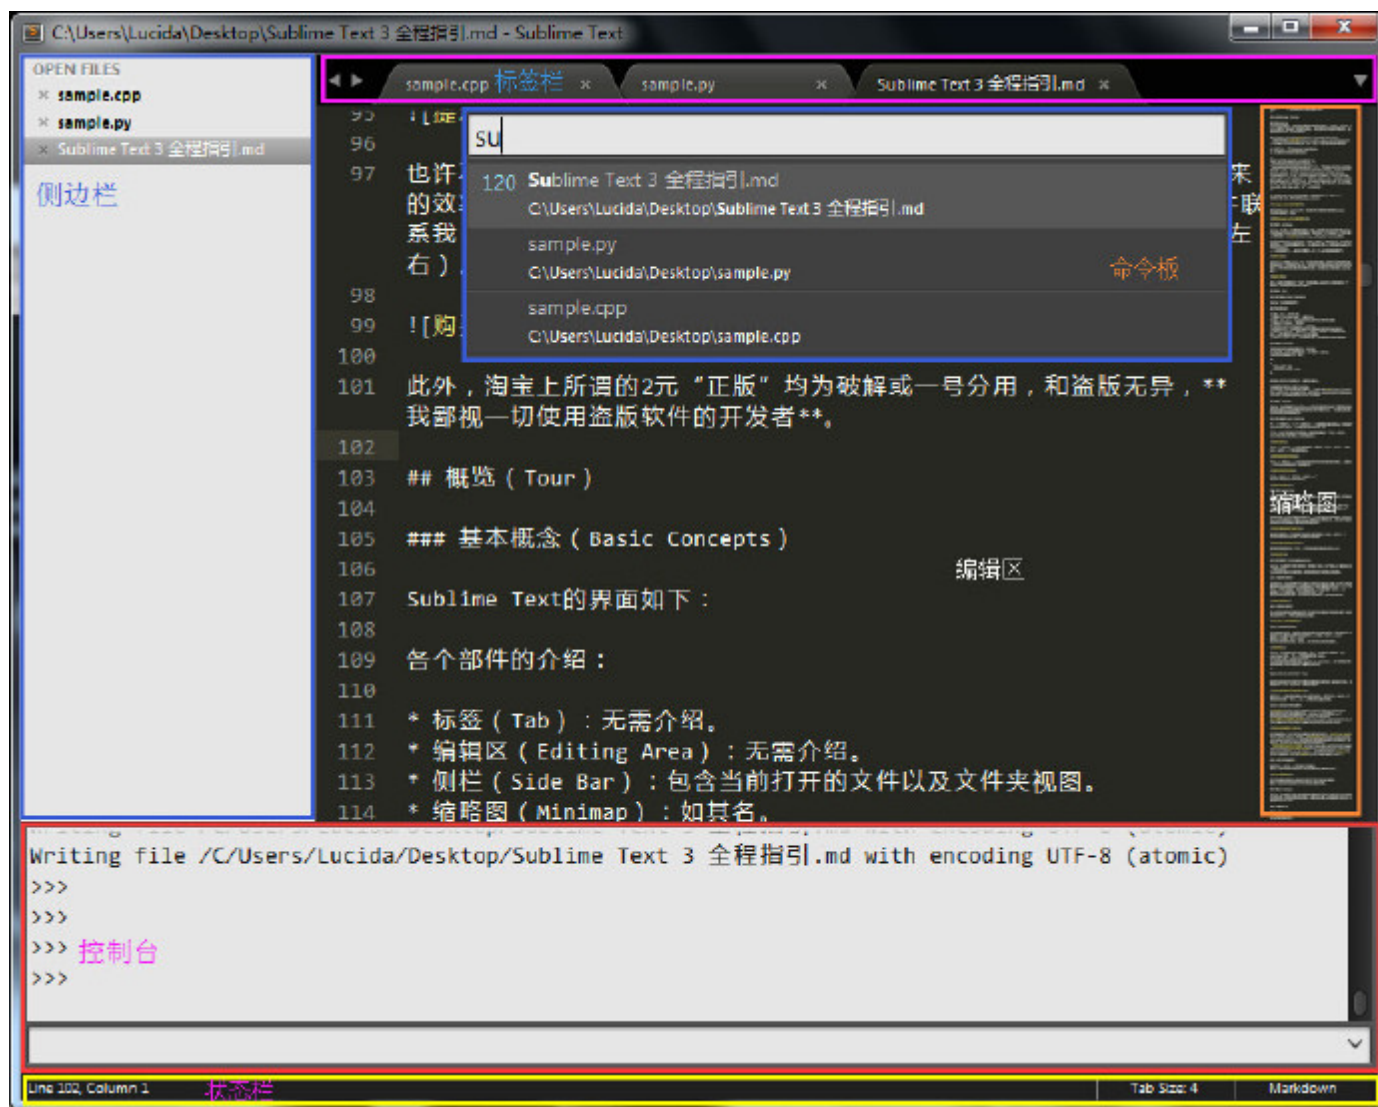 C:\Users\Lucida\Desktop\Sublime Text 3 全程指引.md - Sublime Text
OPEN FILES
sample.cpp
sample.py
Sublime Text 3 全程指引.md
侧边栏
sample.cpp 标签栏
sample.py
Sublime Text 3 全程指引.md
su
120 Sublime Text 3 全程指引.md
C:\Users\Lucida\Desktop\Sublime Text 3 全程指引.md
sample.py
C:\Users\Lucida\Desktop\sample.py
命令板
sample.cpp
C:\Users\Lucida\Desktop\sample.cpp
95 ![
96
97 也许 来
的效 联
系我 左
右）
98
99 ![购
100
101 此外，淘宝上所谓的2元“正版”均为破解或一号分用，和盗版无异，**
我鄙视一切使用盗版软件的开发者**。
102
103 ## 概览（Tour）
104
105 ### 基本概念（Basic Concepts）
106
107 Sublime Text的界面如下：
108
109 各个部件的介绍：
110
111 * 标签（Tab）：无需介绍。
112 * 编辑区（Editing Area）：无需介绍。
113 * 侧栏（Side Bar）：包含当前打开的文件以及文件夹视图。
114 * 缩略图（Minimap）：如其名。
编辑区
缩略图
Writing file /C/Users/Lucida/Desktop/Sublime Text 3 全程指引.md with encoding UTF-8 (atomic)
>>>
>>>
>>> 控制台
>>>
Line 102, Column 1 状态栏 Tab Size: 4 Markdown